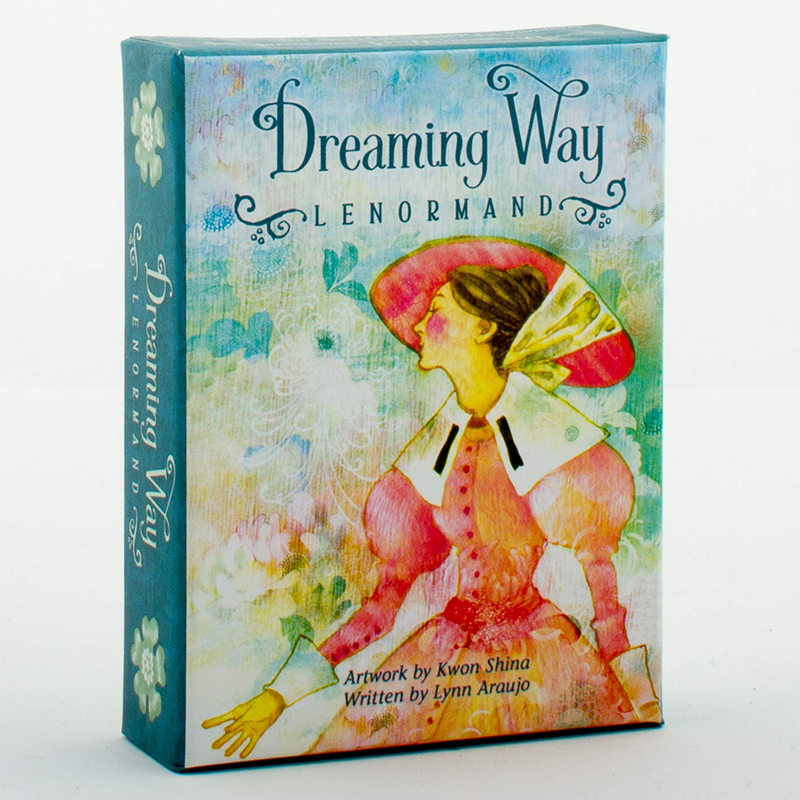 Dreaming Way
LENORMAND
Artwork by Kwon Shina
Written by Lynn Araujo
Dreaming Way
LENORMAND